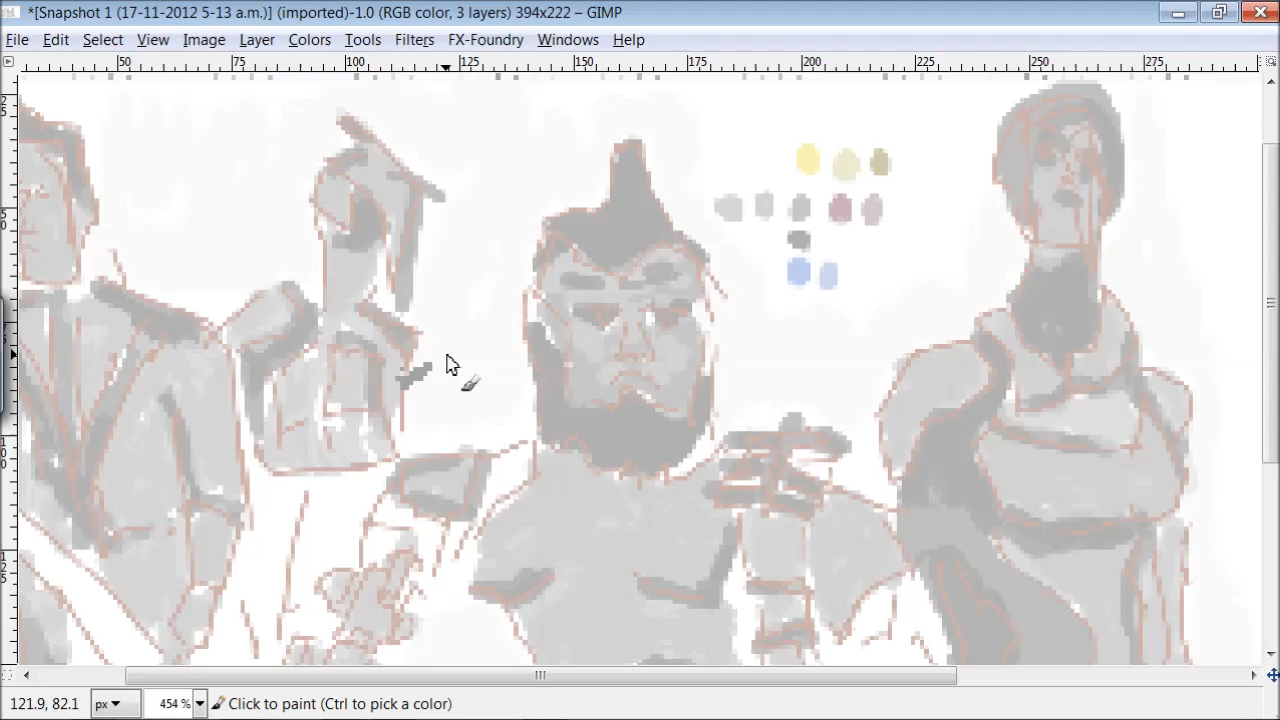 *[Snapshot 1 (17-11-2012 5-13 a.m.)] (imported)-1.0 (RGB color, 3 layers) 394x222 – GIMP
File Edit Select View Image Layer Colors Tools Filters FX-Foundry Windows Help
50 75 100 125 150 175 200 225 250 275
121.9, 82.1 px 454 % Click to paint (Ctrl to pick a color)